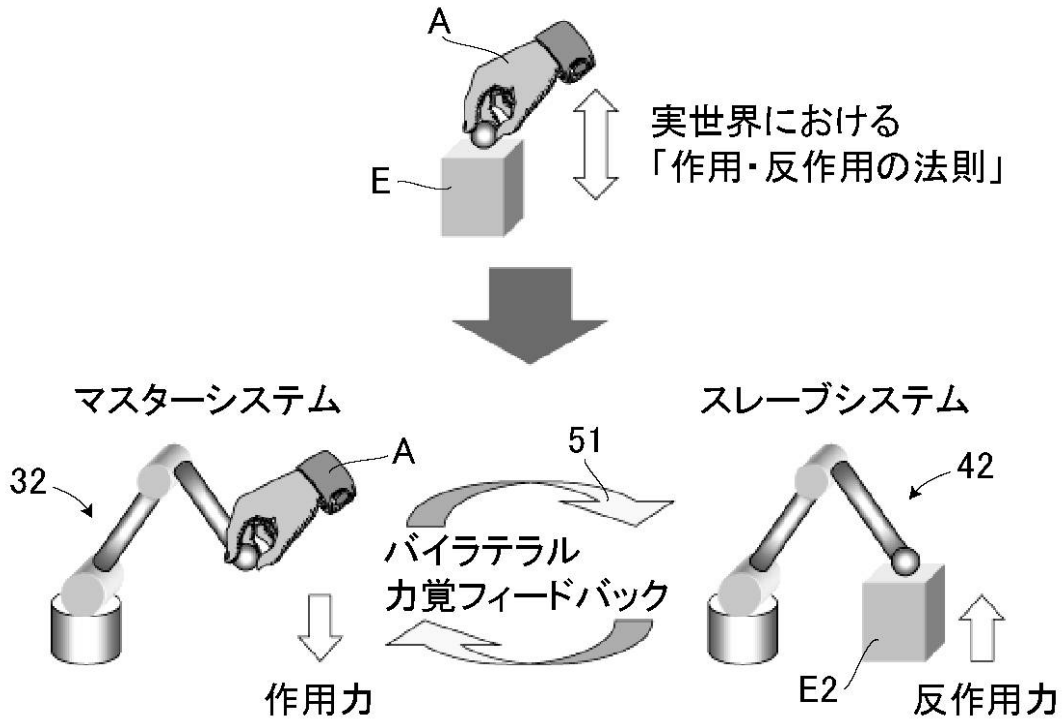 A
実世界における
「作用・反作用の法則」
E
マスターシステム
スレーブシステム
32
A
51
42
バイラテラル
力覚フィードバック
作用力
E2
反作用力